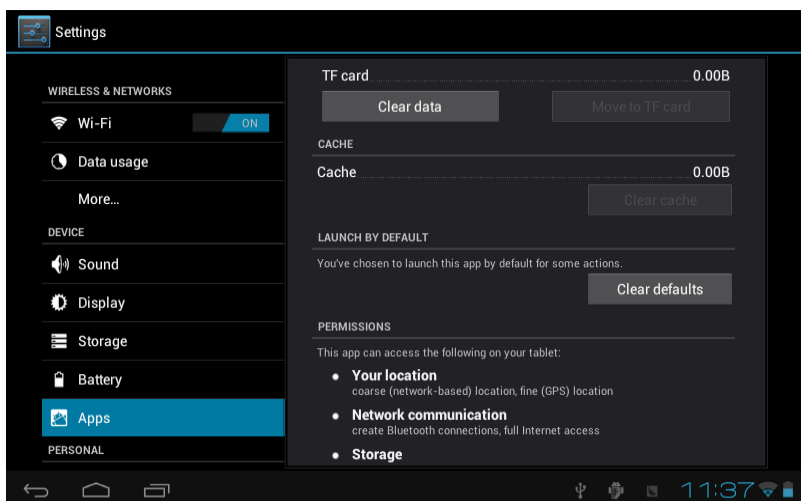 Settings
WIRELESS & NETWORKS
Wi-Fi
ON
Data usage
More...
DEVICE
Sound
Display
Storage
Battery
Apps
PERSONAL
TF card 0.00B
Clear data
Move to TF card
CACHE
Cache 0.00B
Clear cache
LAUNCH BY DEFAULT
You've chosen to launch this app by default for some actions.
Clear defaults
PERMISSIONS
This app can access the following on your tablet:
Your location
coarse (network-based) location, fine (GPS) location
Network communication
create Bluetooth connections, full Internet access
Storage
11:37